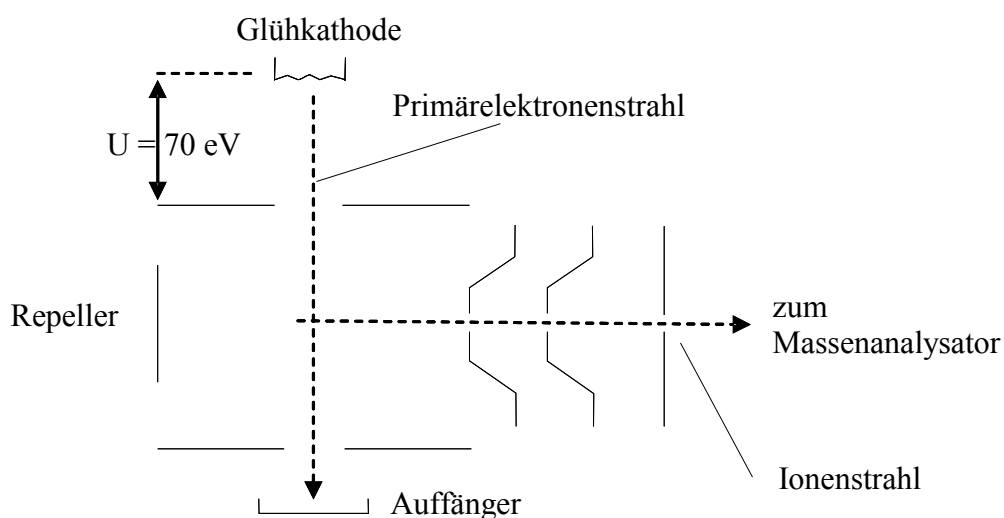 Glühkathode
Primärelektronenstrahl
U = 70 eV
Repeller
zum
Massenanalysator
Ionenstrahl
Auffänger